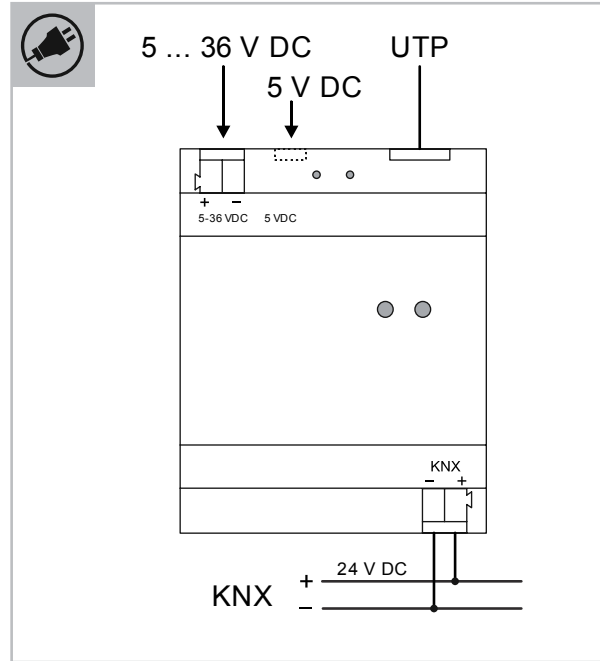 5 ... 36 V DC UTP
5 V DC
+ −
5-36 VDC 5 VDC
KNX
− +
24 V DC
+
KNX
−